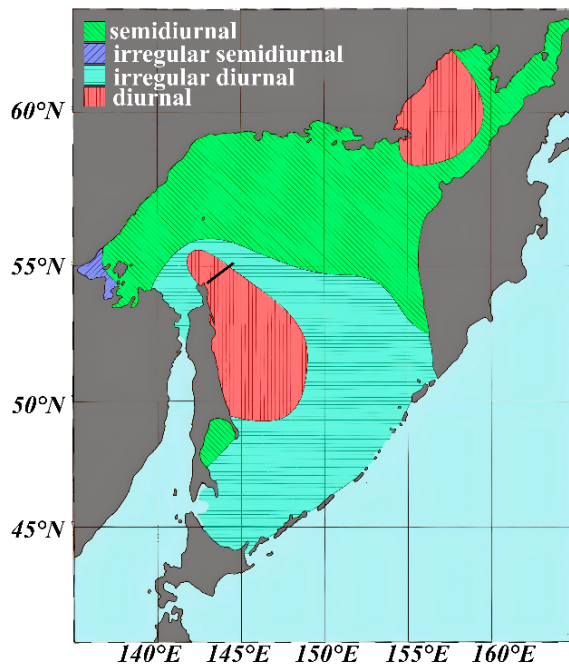 semidiurnal
irregular semidiurnal
irregular diurnal
diurnal
60°N
55°N
50°N
45°N
140°E 145°E 150°E 155°E 160°E